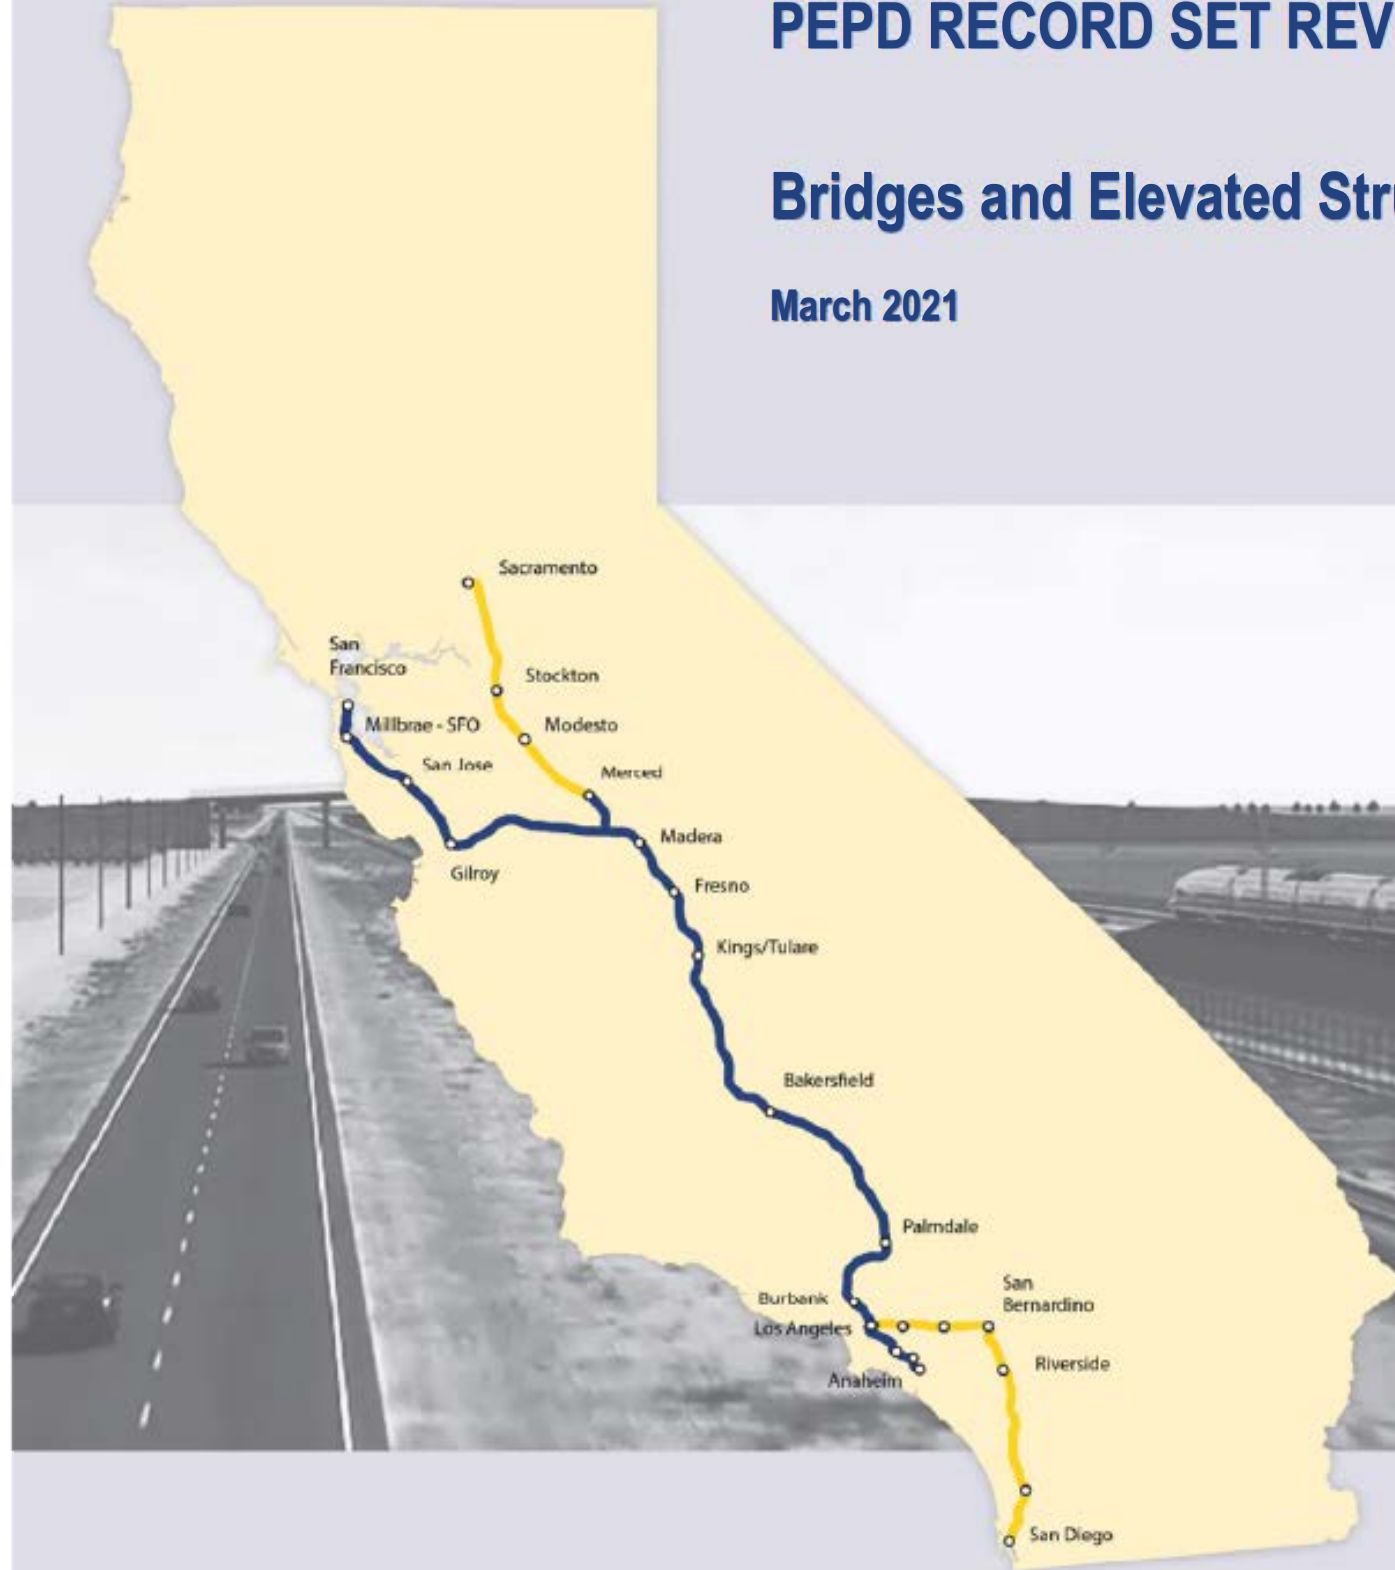 PEPD RECORD SET REV
Bridges and Elevated Stru
March 2021
Sacramento
San
Francisco
Stockton
Millbrae - SFO
Modesto
San Jose
Merced
Madera
Gilroy
Fresno
Kings/Tulare
Bakersfield
Palmdale
San
Bernardino
Burbank
Los Angeles
Riverside
Anaheim
San Diego